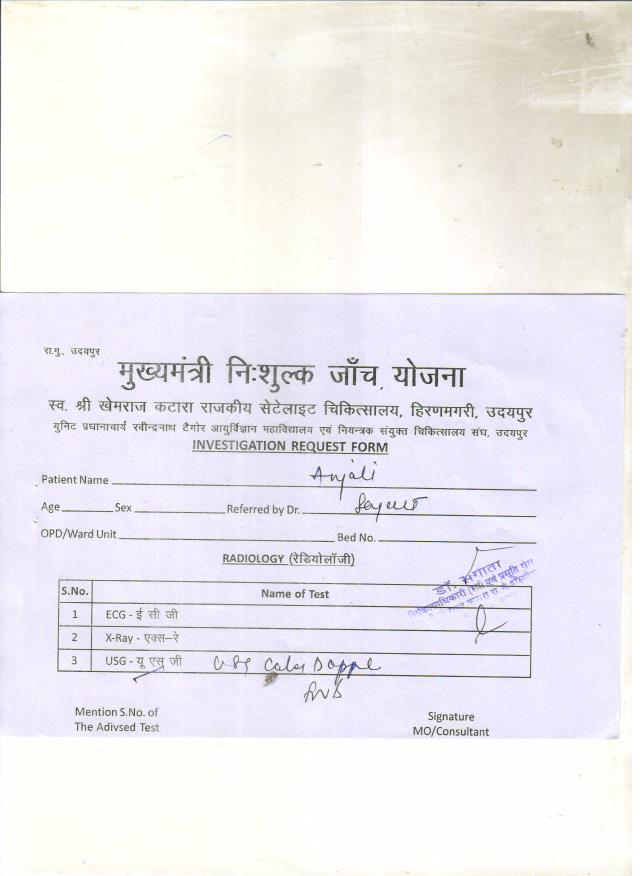 रा.मु., उदयपुर
मुख्यमंत्री निःशुल्क जाँच योजना
स्व. श्री खेमराज कटारा राजकीय सेटेलाइट चिकित्सालय, हिरणमगरी, उदयपुर
युनिट प्रधानाचार्य रवीन्द्रनाथ टैगोर आयुर्विज्ञान महाविद्यालय एवं नियन्त्रक संयुक्त चिकित्सालय संघ, उदयपुर
INVESTIGATION REQUEST FORM
Patient Name Anjali
Age Sex Referred by Dr.
OPD/Ward Unit Bed No.
RADIOLOGY (रेडियोलॉजी)
डॉ.
S.No. Name of Test
1 ECG - ई सी जी
2 X-Ray - एक्स–रे
3 USG - यू एस जी USG Color
Mention S.No. of
The Adivsed Test
Signature
MO/Consultant